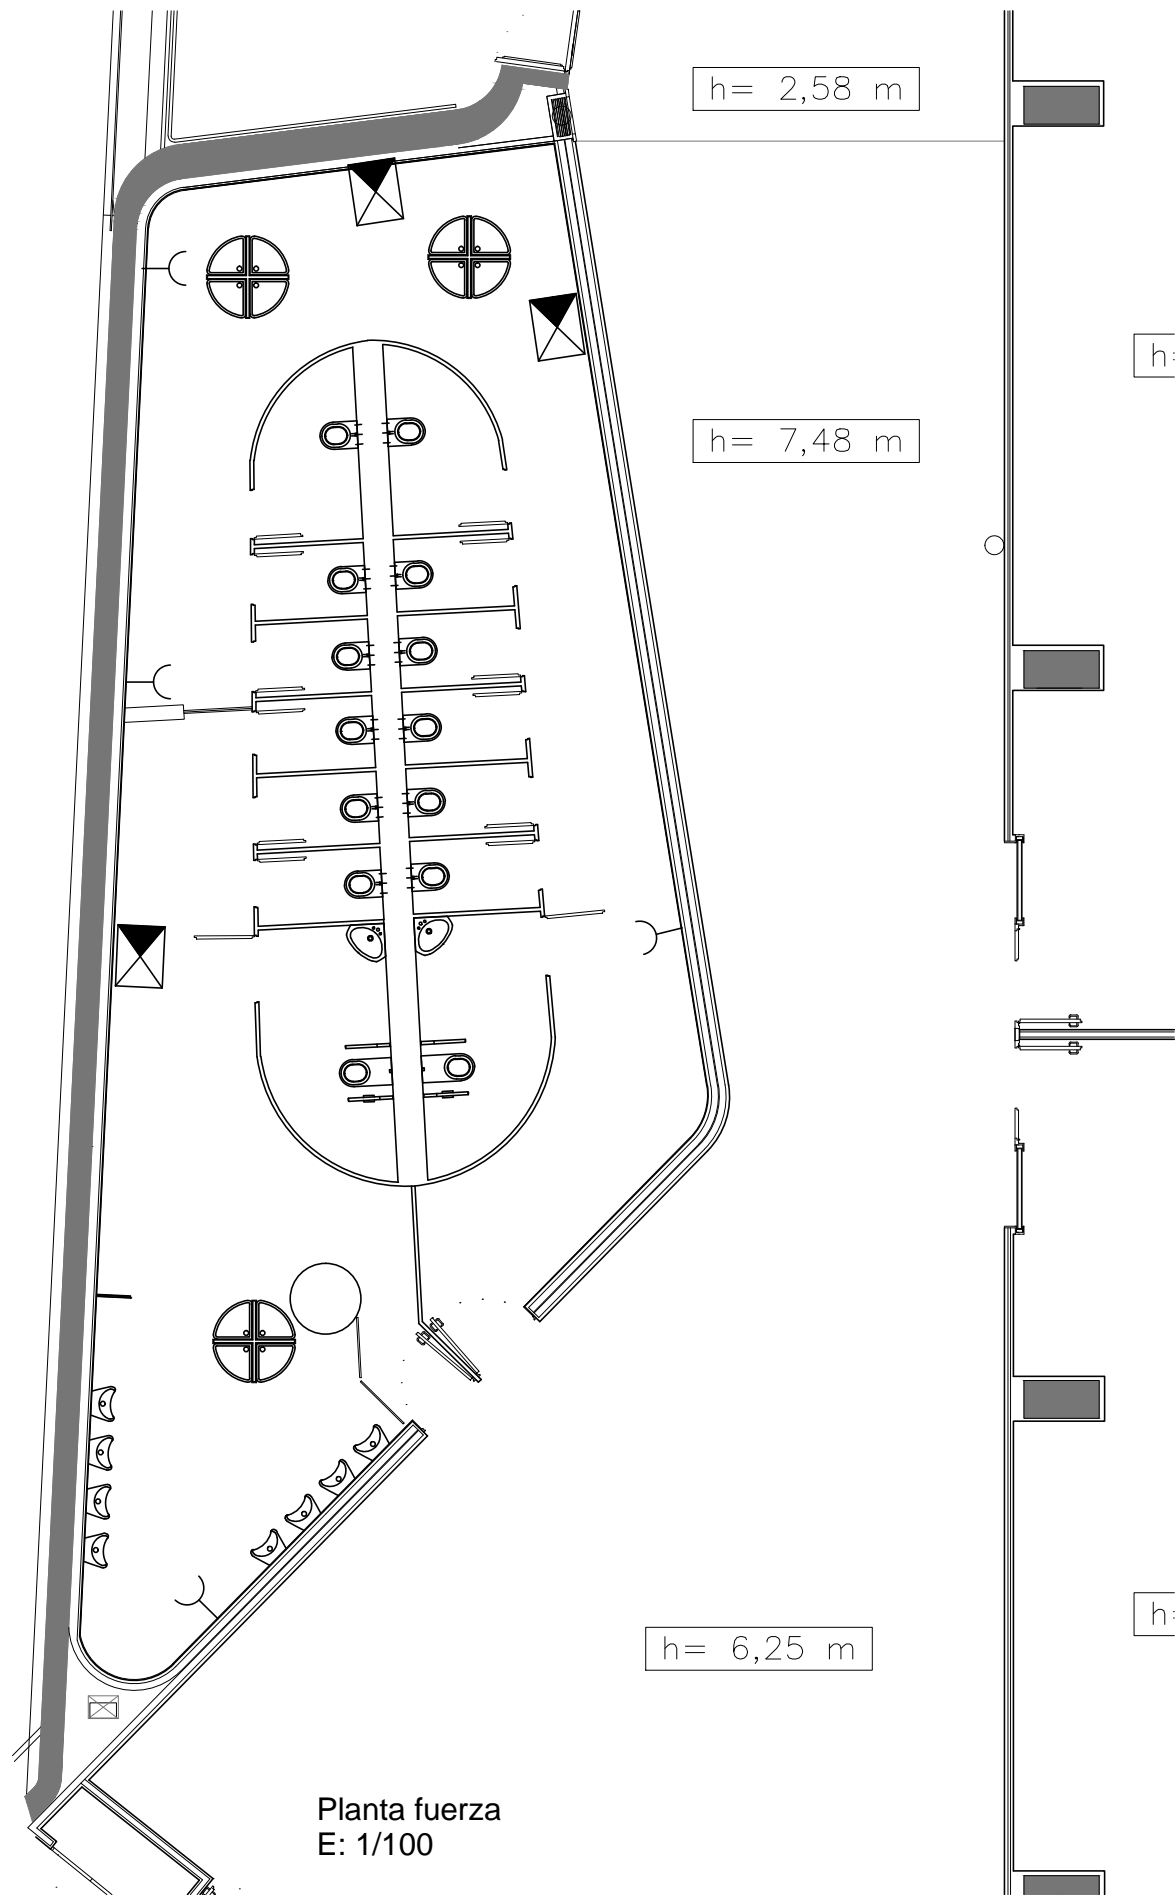 h= 2,58 m
h=
h= 7,48 m
h=
h= 6,25 m
Planta fuerza
E: 1/100